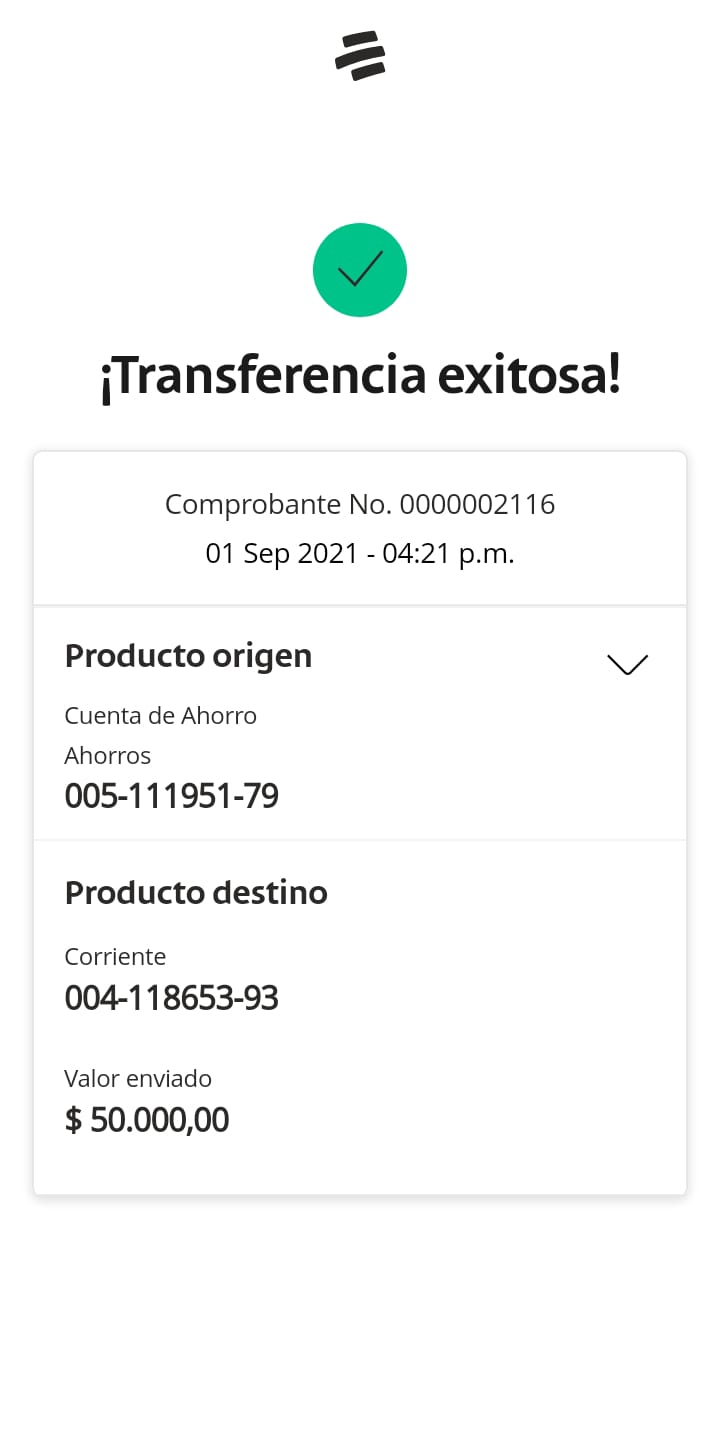 ¡Transferencia exitosa!
Comprobante No. 0000002116
01 Sep 2021 - 04:21 p.m.
Producto origen
Cuenta de Ahorro
Ahorros
005-111951-79
Producto destino
Corriente
004-118653-93
Valor enviado
$ 50.000,00